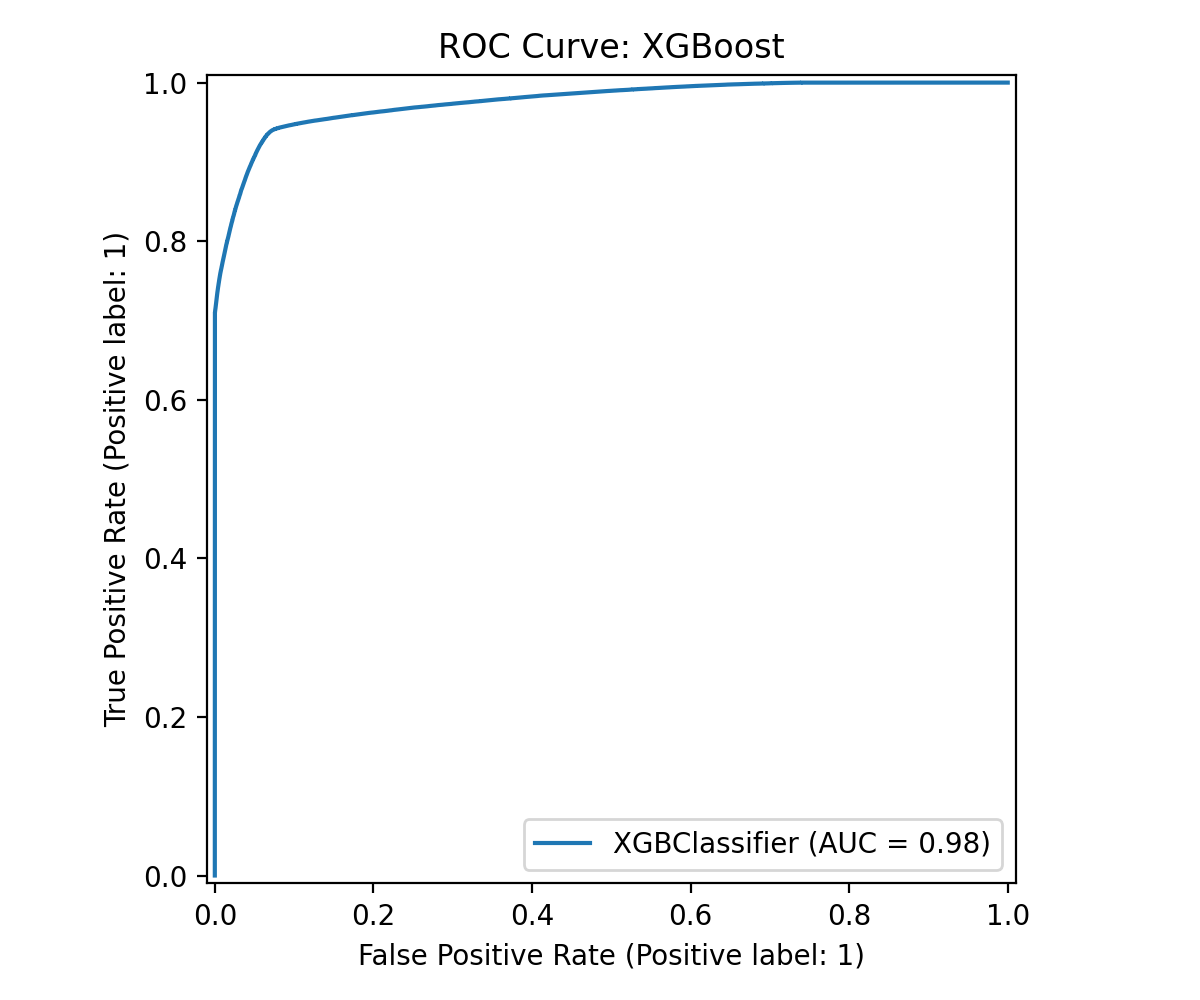 ROC Curve: XGBoost
True Positive Rate (Positive label: 1)
1.0
0.8
0.6
0.4
0.2
0.0
XGBClassifier (AUC = 0.98)
0.0 0.2 0.4 0.6 0.8 1.0
False Positive Rate (Positive label: 1)